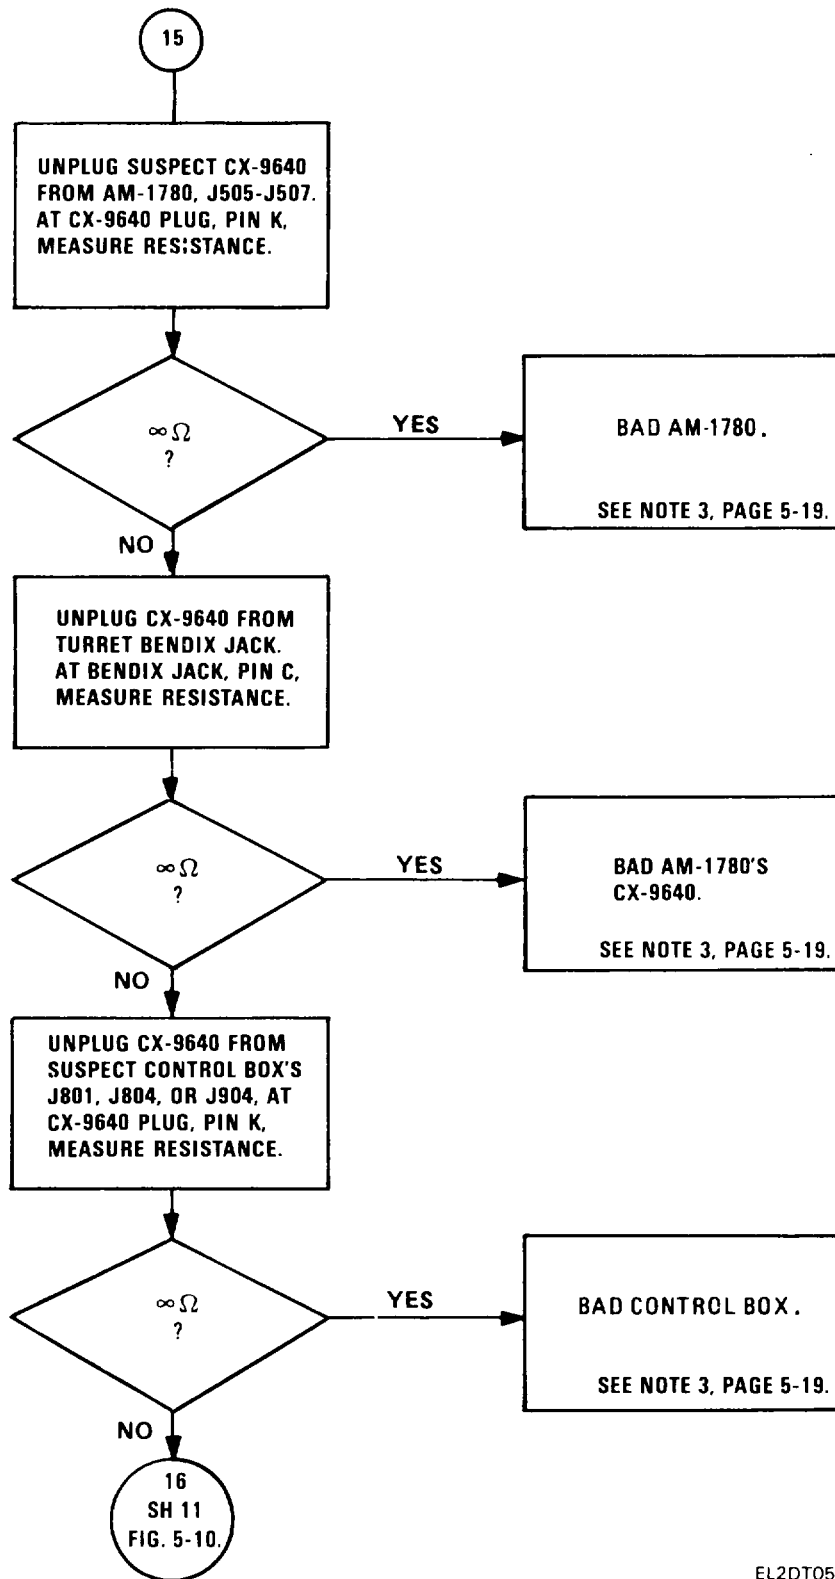 15
UNPLUG SUSPECT CX-9640
FROM AM-1780, J505-J507.
AT CX-9640 PLUG, PIN K,
MEASURE RESISTANCE.
∞ Ω
?
YES
BAD AM-1780.
SEE NOTE 3, PAGE 5-19.
NO
UNPLUG CX-9640 FROM
TURRET BENDIX JACK.
AT BENDIX JACK, PIN C,
MEASURE RESISTANCE.
∞ Ω
?
YES
BAD AM-1780'S
CX-9640.
SEE NOTE 3, PAGE 5-19.
NO
UNPLUG CX-9640 FROM
SUSPECT CONTROL BOX'S
J801, J804, OR J904, AT
CX-9640 PLUG, PIN K,
MEASURE RESISTANCE.
∞ Ω
?
YES
BAD CONTROL BOX.
SEE NOTE 3, PAGE 5-19.
NO
16
SH 11
FIG. 5-10.
EL2DT05